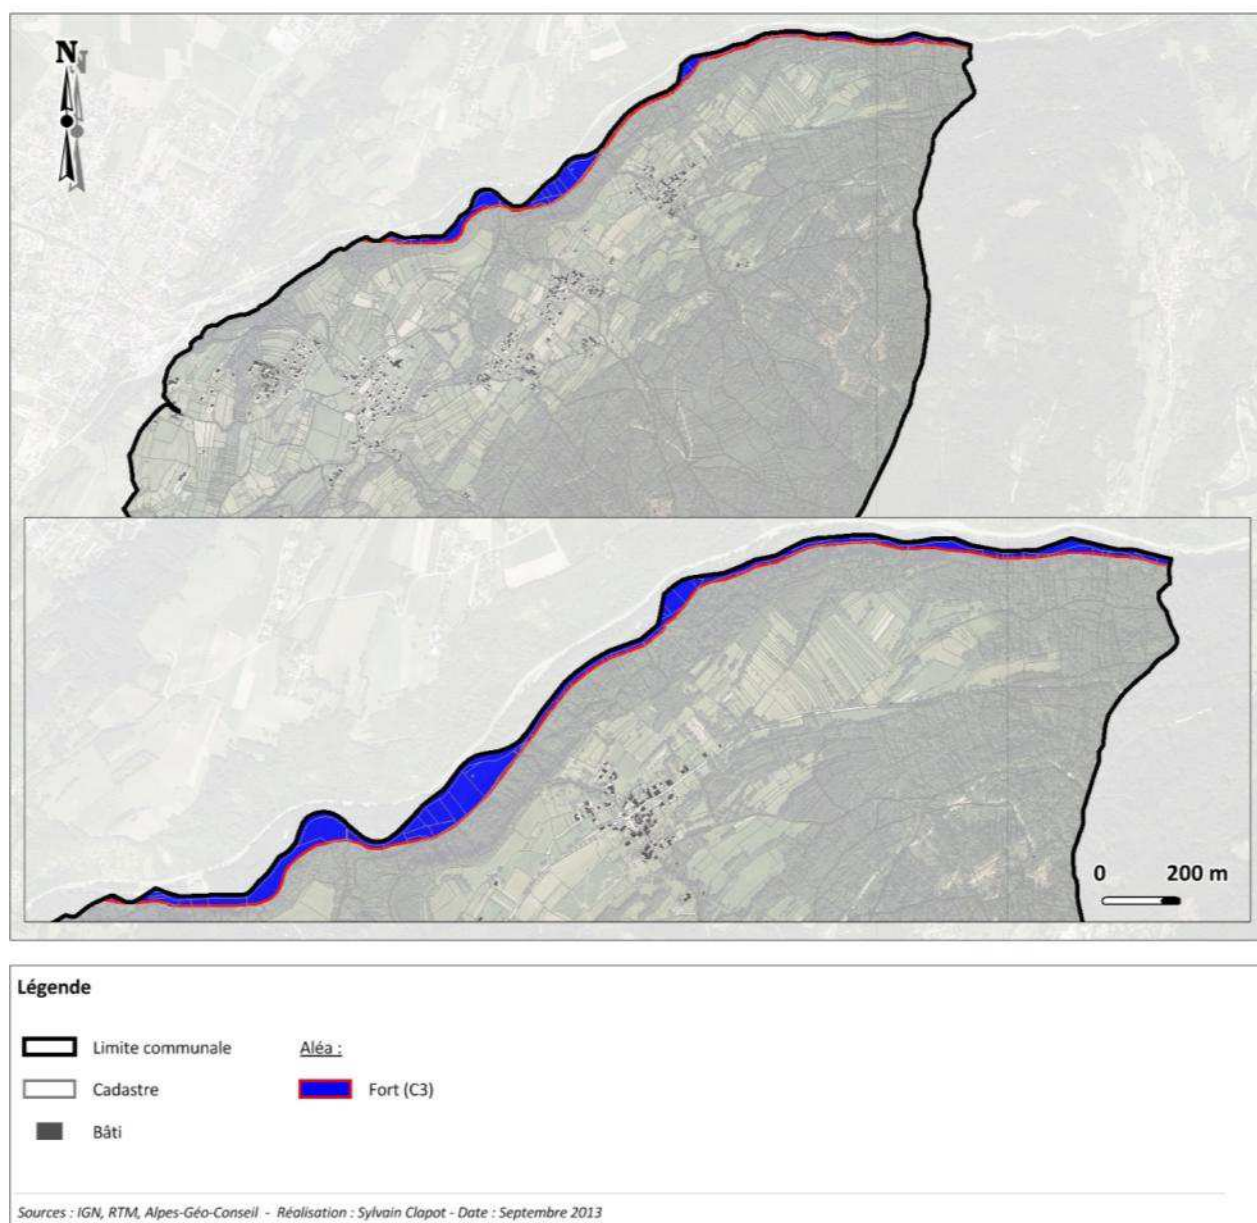 N
0 200 m
Légende
Limite communale Aléa :
Cadastre Fort (C3)
Bâti
Sources : IGN, RTM, Alpes-Géo-Conseil - Réalisation : Sylvain Clapot - Date : Septembre 2013